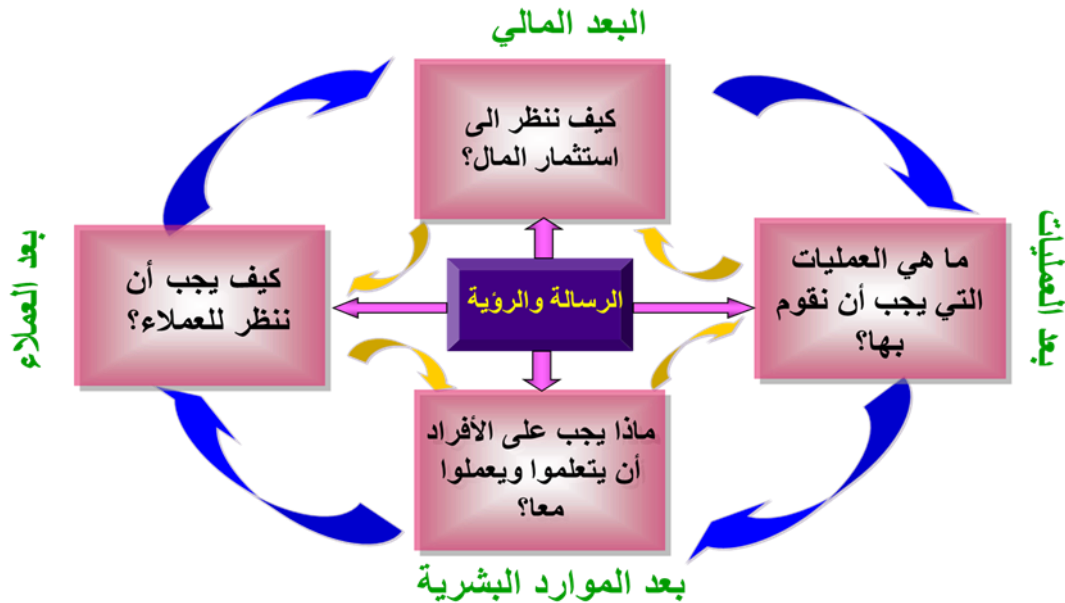 البعد المالي
كيف ننظر الى
استثمار المال؟
بعد العمليات
ما هي العمليات
التي يجب أن نقوم
بها؟
الرسالة والرؤية
كيف يجب أن
ننظر للعملاء؟
بعد العملاء
ماذا يجب على الأفراد
أن يتعلموا ويعملوا
معا؟
بعد الموارد البشرية